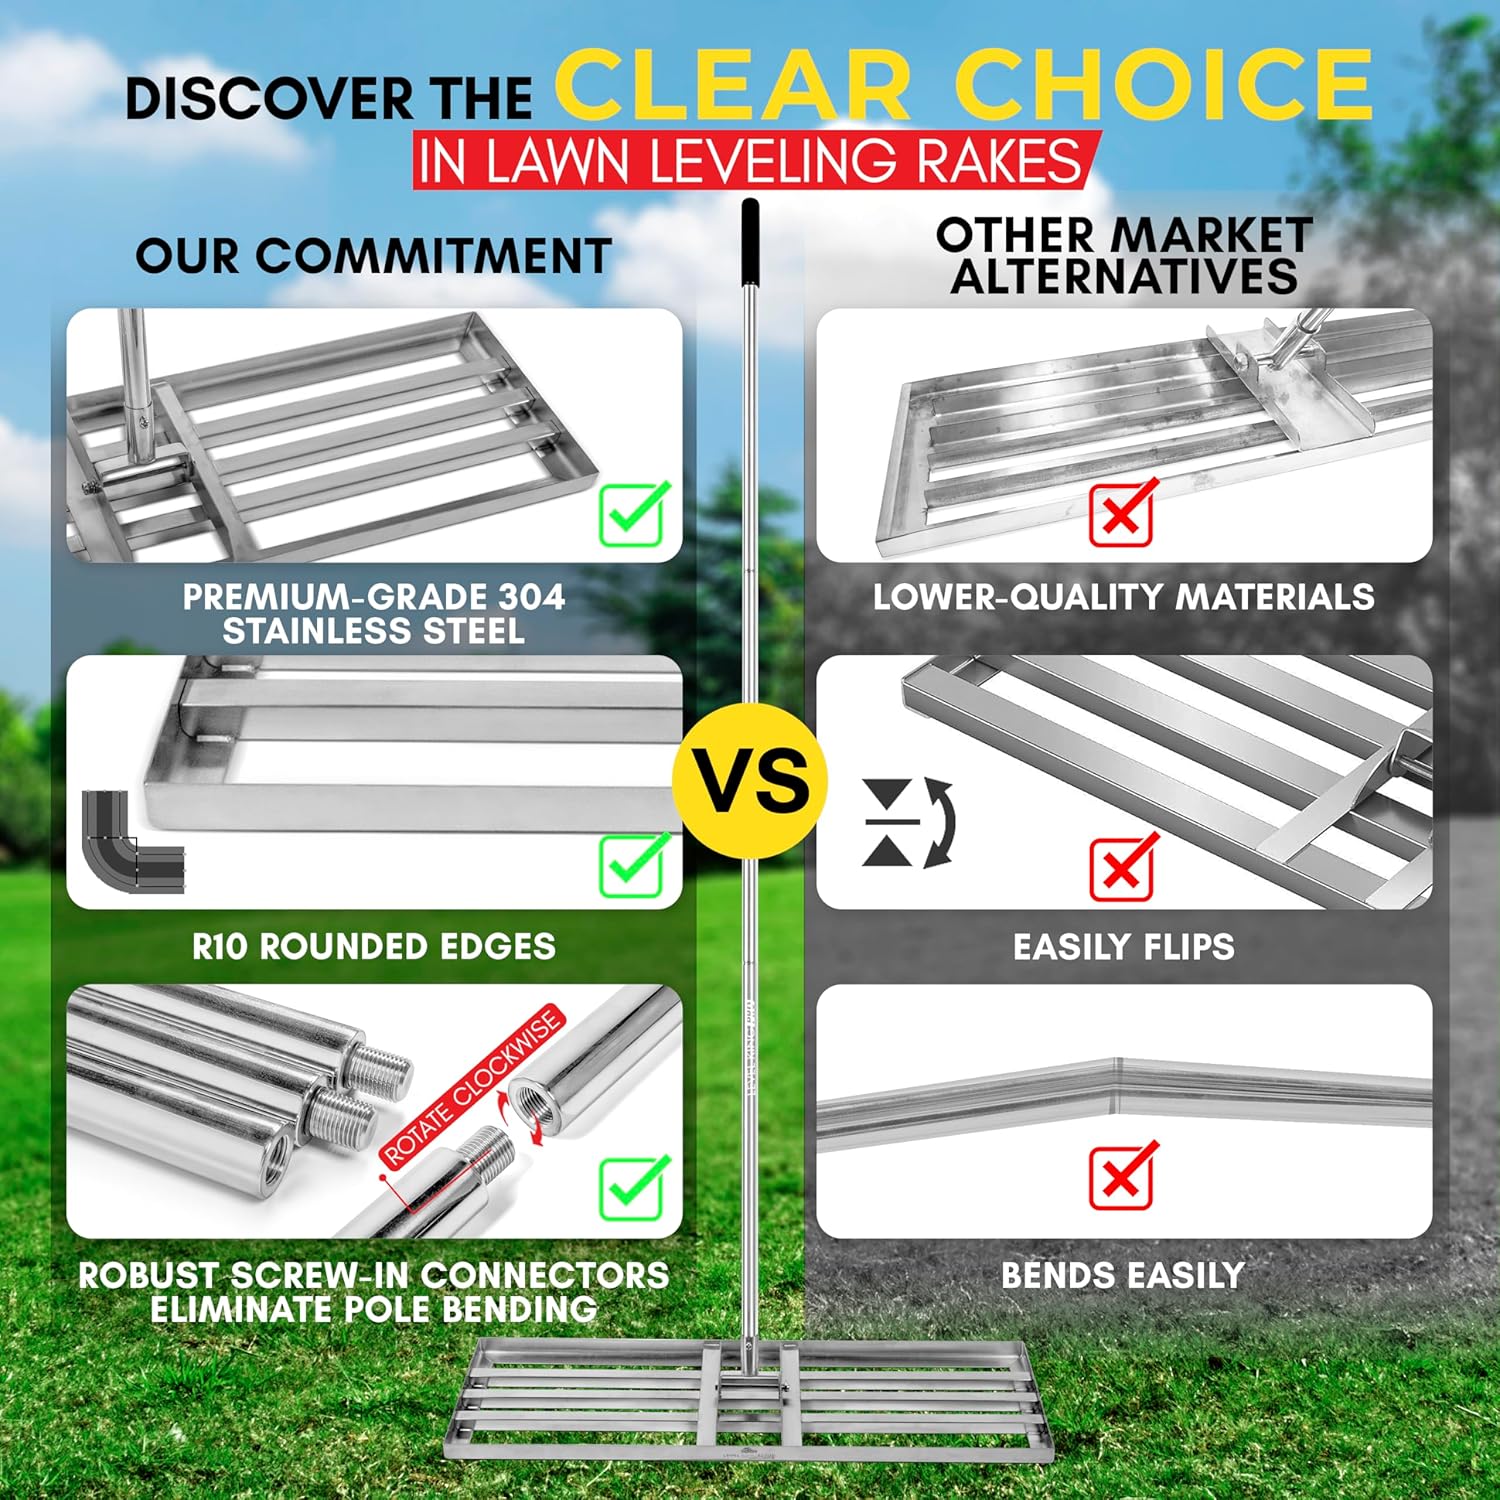 DISCOVER THE CLEAR CHOICE
IN LAWN LEVELING RAKES
OUR COMMITMENT
PREMIUM-GRADE 304
STAINLESS STEEL
R10 ROUNDED EDGES
ROTATE CLOCKWISE
ROBUST SCREW-IN CONNECTORS
ELIMINATE POLE BENDING
VS
OTHER MARKET
ALTERNATIVES
LOWER-QUALITY MATERIALS
EASILY FLIPS
BENDS EASILY